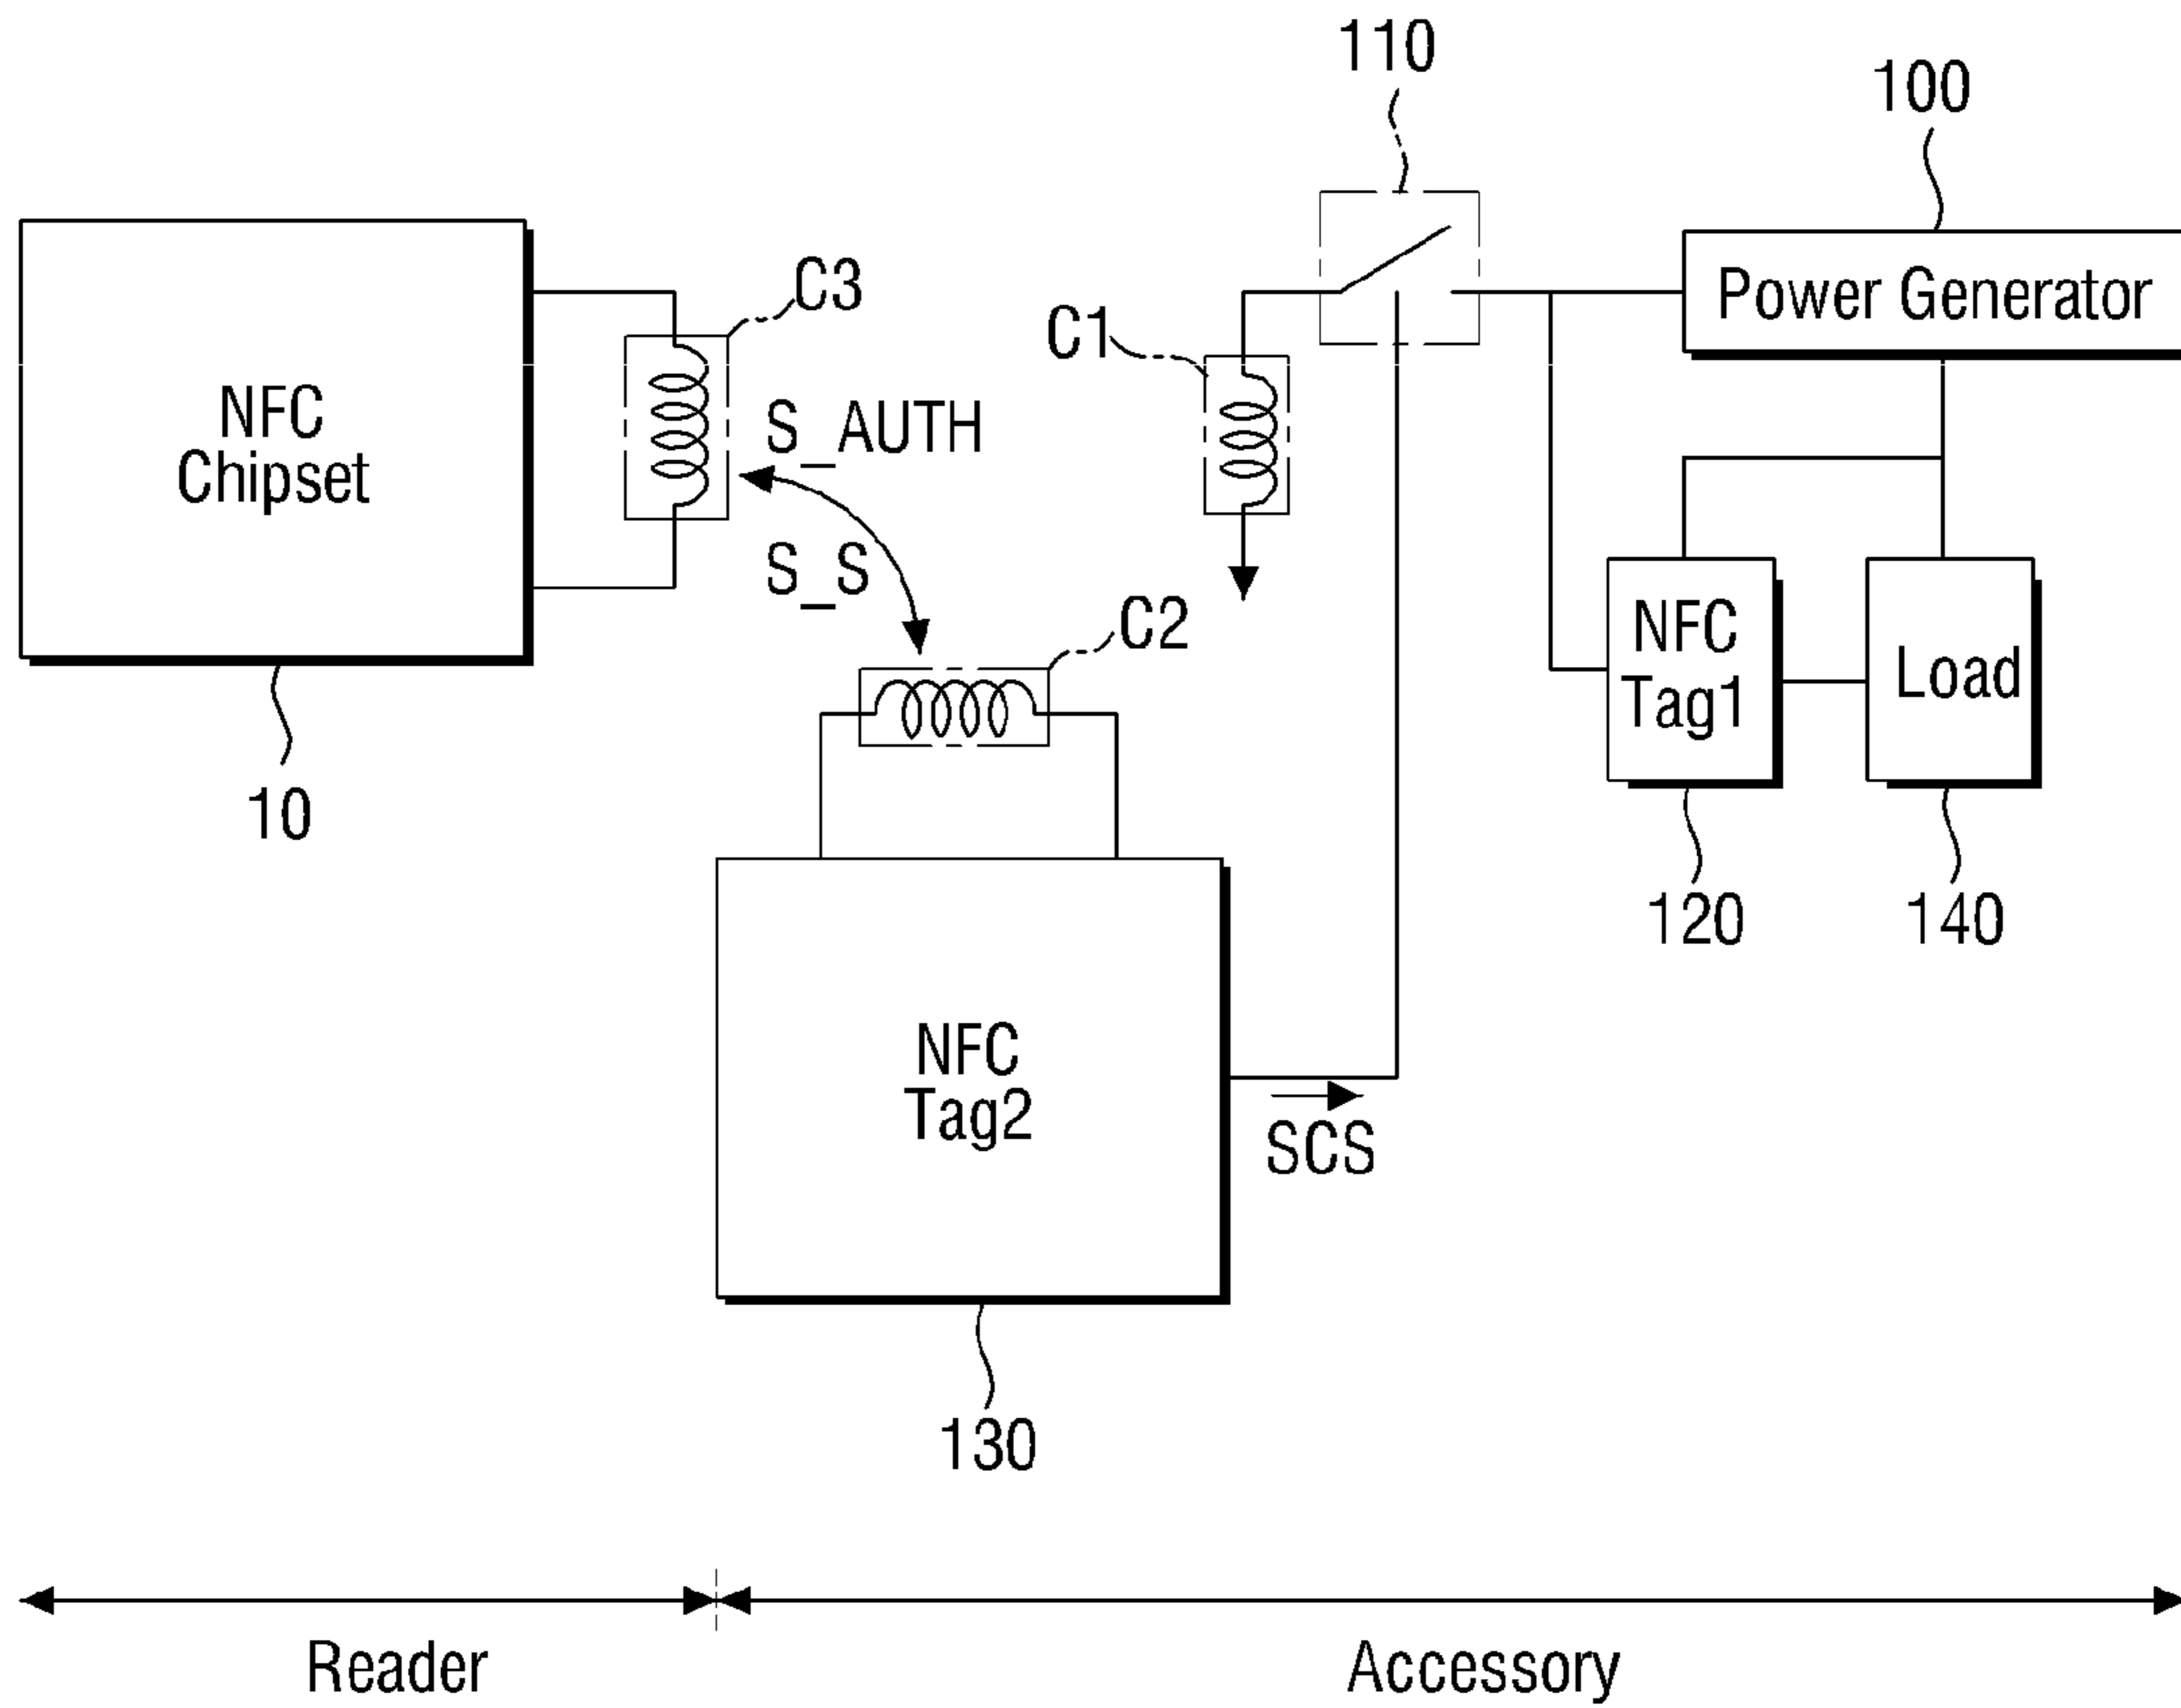 110
100
C3
Power Generator
C1
NFC
Chipset
S_AUTH
S_S
C2
NFC
Tag1
Load
10
120
140
NFC
Tag2
SCS
130
Reader
Accessory